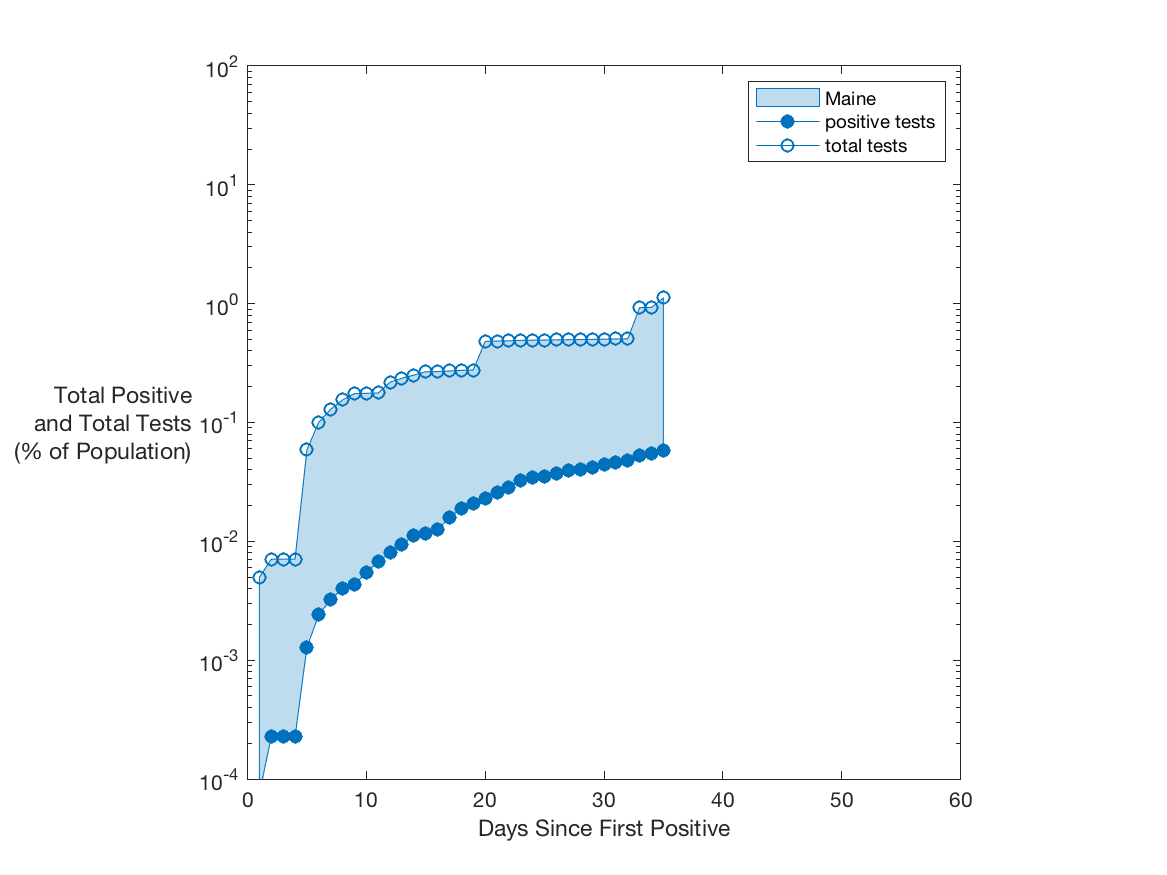 10^2
Maine
positive tests
total tests
10^1
10^0
Total Positive
and Total Tests
(% of Population)
10^-1
10^-2
10^-3
10^-4
0 10 20 30 40 50 60
Days Since First Positive